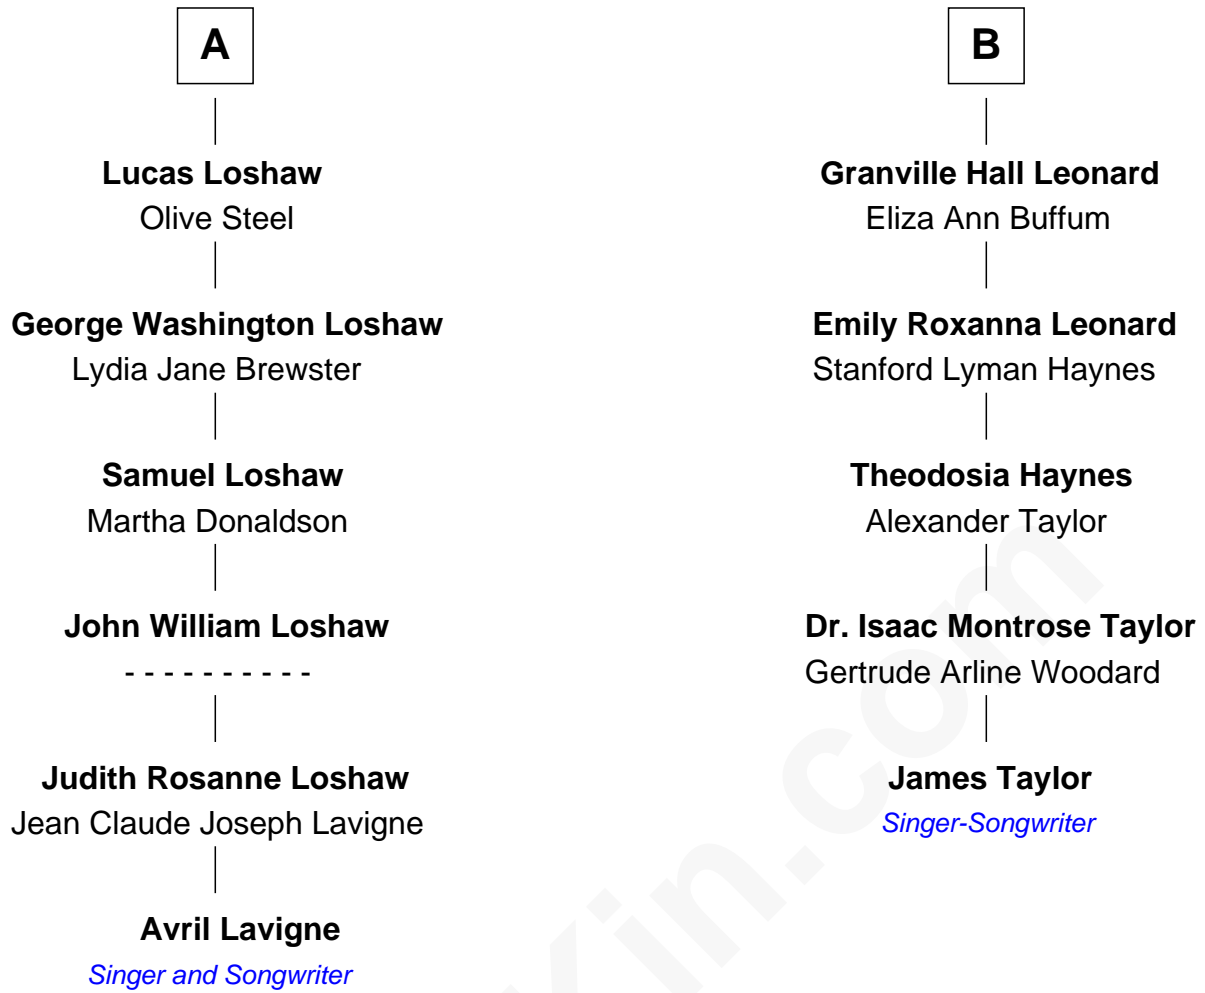 A
Lucas Loshaw
Olive Steel
George Washington Loshaw
Lydia Jane Brewster
Samuel Loshaw
Martha Donaldson
John William Loshaw
- - - - - - - - - -
Judith Rosanne Loshaw
Jean Claude Joseph Lavigne
Avril Lavigne
Singer and Songwriter
B
Granville Hall Leonard
Eliza Ann Buffum
Emily Roxanna Leonard
Stanford Lyman Haynes
Theodosia Haynes
Alexander Taylor
Dr. Isaac Montrose Taylor
Gertrude Arline Woodard
James Taylor
Singer-Songwriter
Kin.com